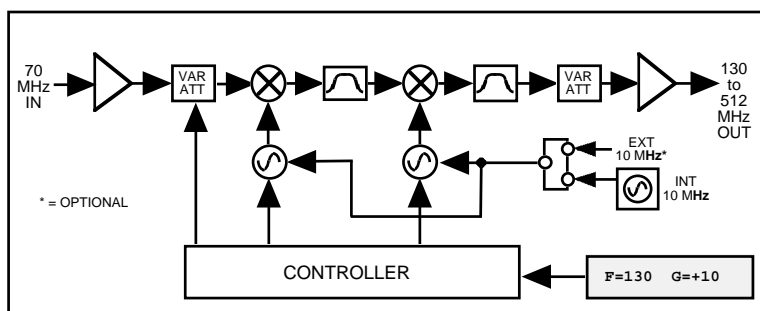 70
MHz
IN
VAR
ATT
VAR
ATT
130
to
512
MHz
OUT
EXT
10 MHz*
INT
10 MHz
* = OPTIONAL
CONTROLLER
F=130 G=+10